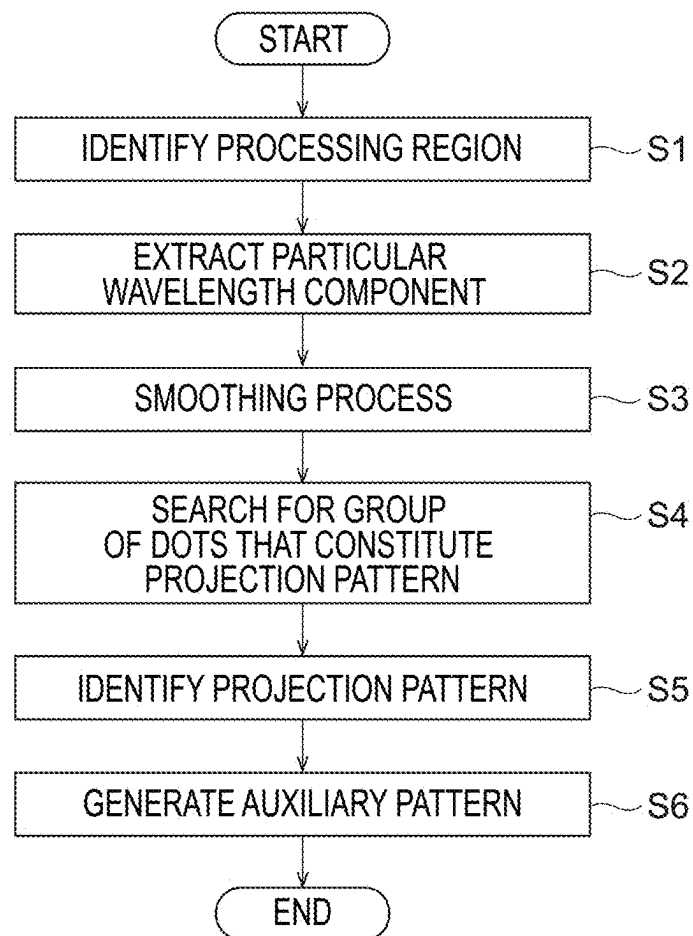 START
IDENTIFY PROCESSING REGION
S1
EXTRACT PARTICULAR
WAVELENGTH COMPONENT
S2
SMOOTHING PROCESS
S3
SEARCH FOR GROUP
OF DOTS THAT CONSTITUTE
PROJECTION PATTERN
S4
IDENTIFY PROJECTION PATTERN
S5
GENERATE AUXILIARY PATTERN
S6
END